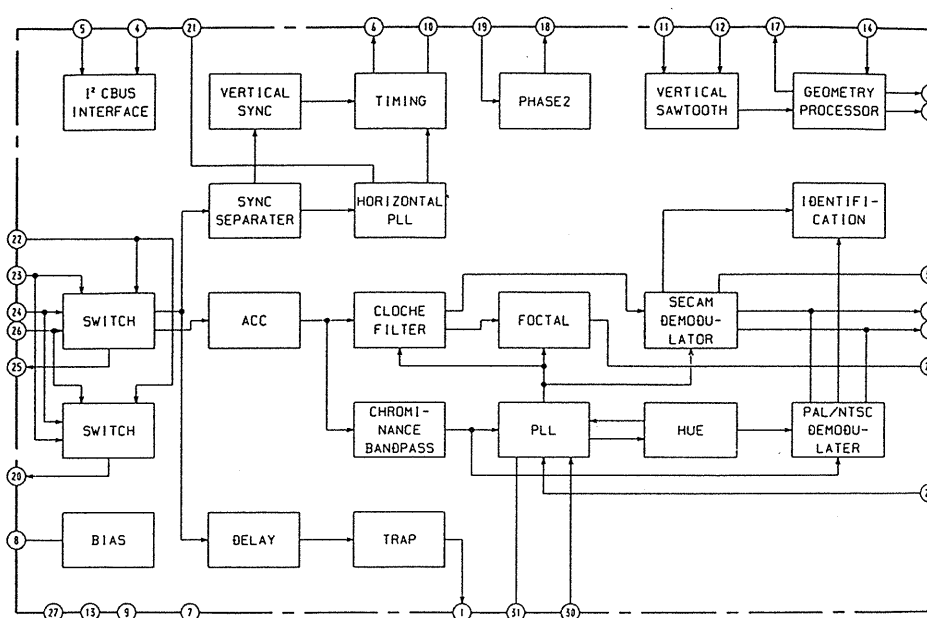 5 4 21 6 10 19 18 11 12 17 14
I² CBUS
INTERFACE
VERTICAL
SYNC
TIMING
PHASE2
VERTICAL
SAWTOOTH
GEOMETRY
PROCESSOR
SYNC
SEPARATER
HORIZONTAL
PLL
IDENTIFI-
CATION
22
23
24
26
25
SWITCH
ACC
CLOCHE
FILTER
FOCTAL
SECAM
DEMODU-
LATOR
SWITCH
CHROMI-
NANCE
BANDPASS
PLL
HUE
PAL/NTSC
DEMODU-
LATER
20
8
BIAS
DELAY
TRAP
27 13 9 7 1 31 30